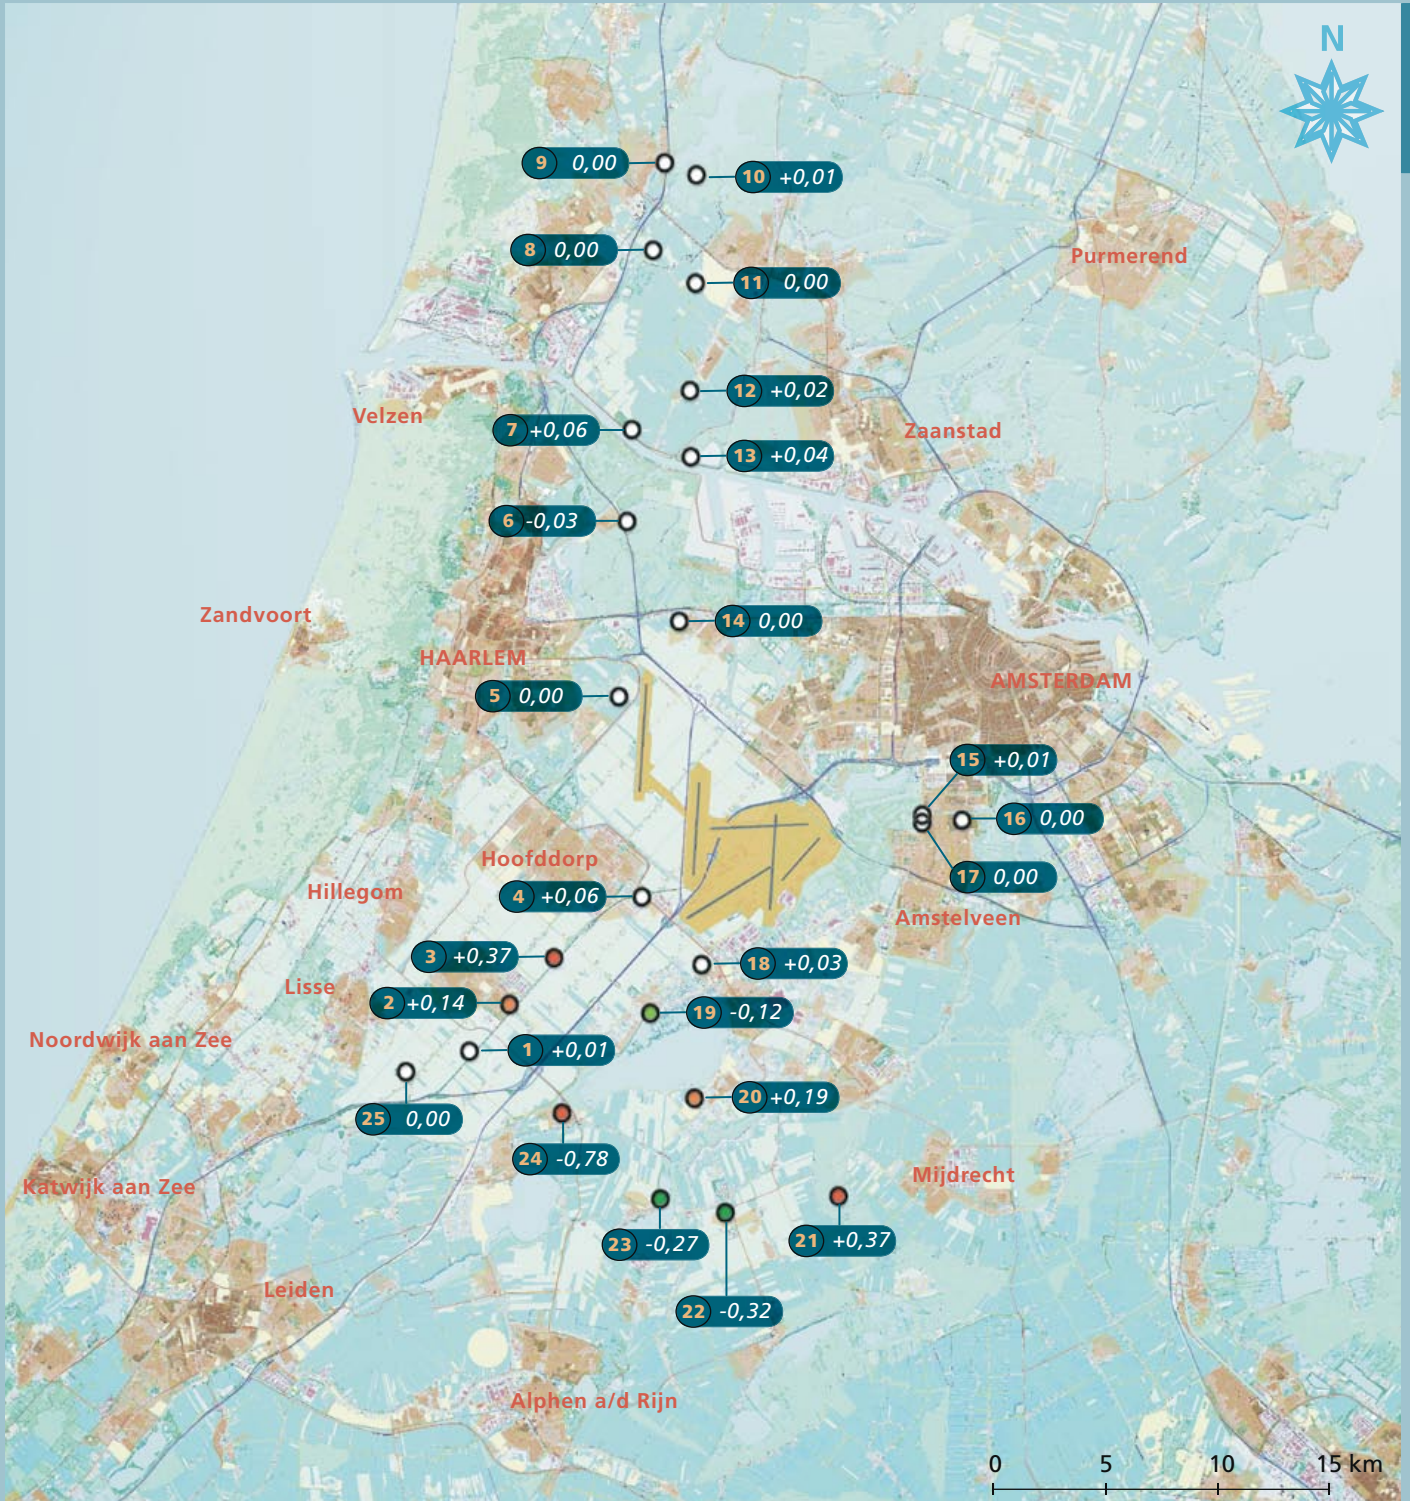 N
9 0,00
10 +0,01
8 0,00
Purmerend
11 0,00
12 +0,02
Velzen
7 +0,06
Zaanstad
13 +0,04
6 -0,03
Zandvoort
14 0,00
HAARLEM
AMSTERDAM
5 0,00
15 +0,01
16 0,00
Hoofddorp
17 0,00
Hillegom
4 +0,06
Amstelveen
3 +0,37
18 +0,03
Lisse
2 +0,14
19 -0,12
Noordwijk aan Zee
1 +0,01
20 +0,19
25 0,00
24 -0,78
Mijdrecht
Katwijk aan Zee
23 -0,27
21 +0,37
Leiden
22 -0,32
Alphen a/d Rijn
0 5 10 15 km